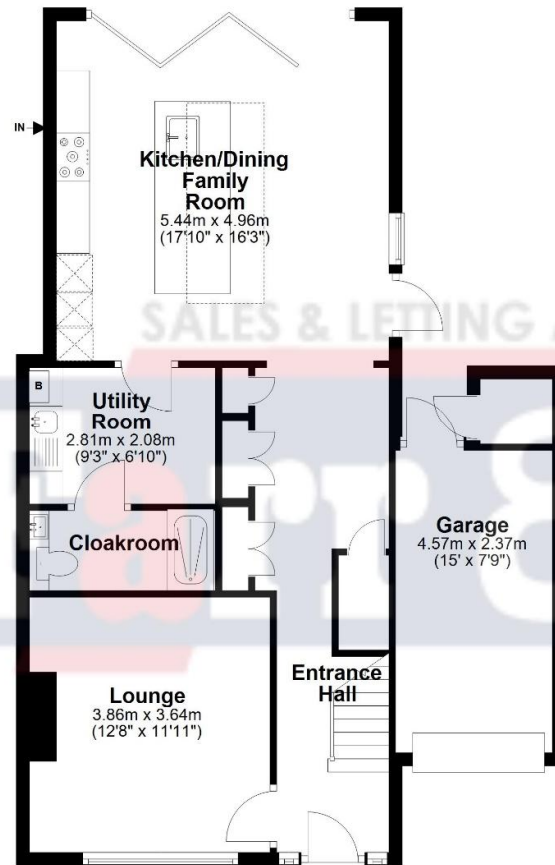 IN
Kitchen/Dining
Family
Room
5.44m x 4.96m
(17'10" x 16'3")
SALES & LETTING A
B
Utility
Room
2.81m x 2.08m
(9'3" x 6'10")
Cloakroom
Garage
4.57m x 2.37m
(15' x 7'9")
Farr &
Entrance
Hall
Lounge
3.86m x 3.64m
(12'8" x 11'11")